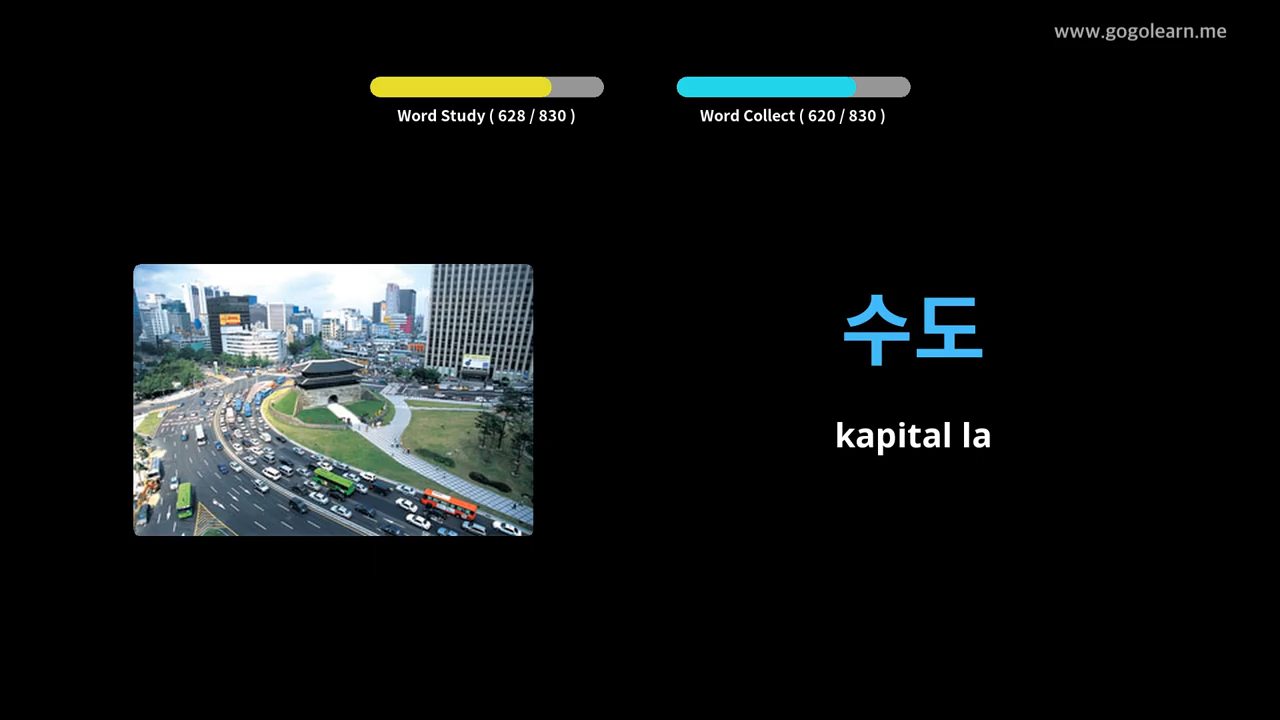 www.gogolearn.me
Word Study ( 628 / 830 )
Word Collect ( 620 / 830 )
수도
kapital la